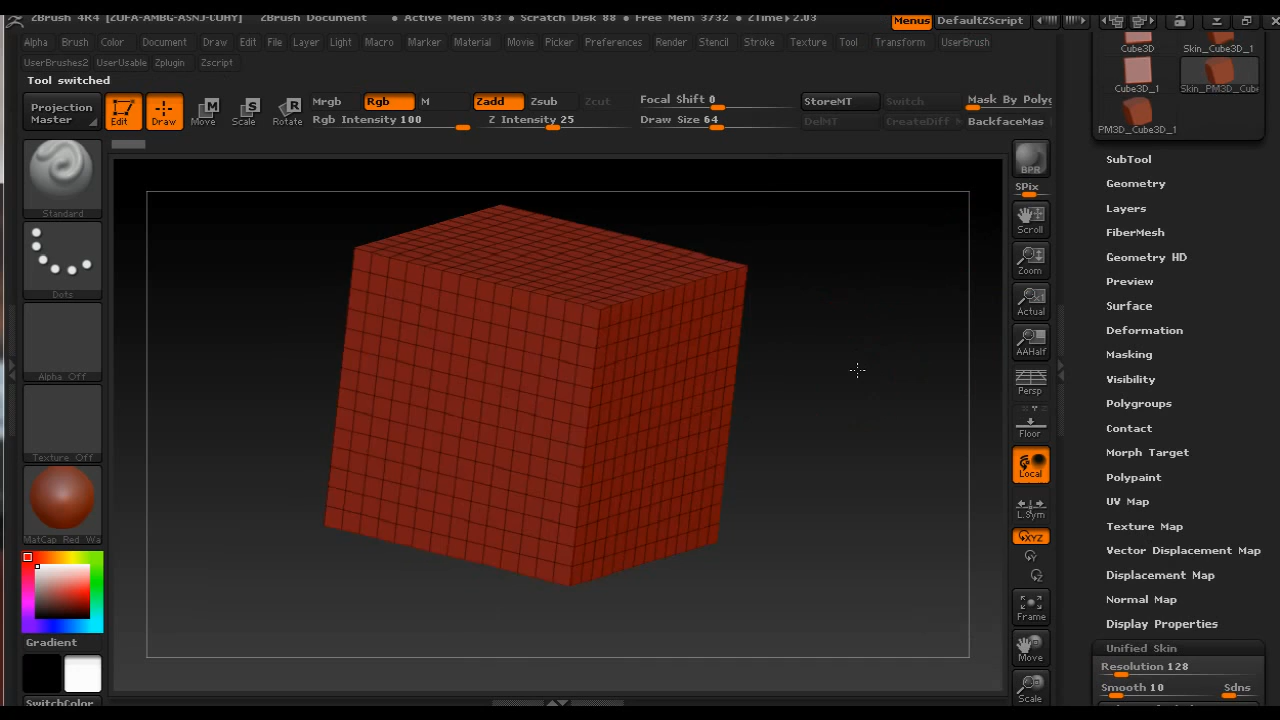 ZBrush 4R4 [ZUFA-AMBG-ASNJ-CUHY] ZBrush Document • Active Mem 363 • Scratch Disk 88 • Free Mem 3732 • ZTime▸2.03 Menus DefaultZScript
Alpha Brush Color Document Draw Edit File Layer Light Macro Marker Material Movie Picker Preferences Render Stencil Stroke Texture Tool Transform UserBrush
UserBrushes2 UserUsable Zplugin Zscript
Tool switched
Projection Master
Edit
Draw
Move
Scale
Rotate
Mrgb Rgb M
Rgb Intensity 100
Zadd Zsub Zcut
Z Intensity 25
Focal Shift 0
Draw Size 64
StoreMT Switch
DelMT CreateDiff
Mask By Polyg
BackfaceMas
Standard
Dots
Alpha Off
Texture Off
MatCap Red Wa
Gradient
SwitchColor
BPR
SPix
Scroll
Zoom
Actual
AAHalf
Persp
Floor
Local
L.Sym
XYZ
Y
Z
Frame
Move
Scale
Cube3D Skin_Cube3D_1
Cube3D_1 Skin_PM3D_Cube
PM3D_Cube3D_1
SubTool
Geometry
Layers
FiberMesh
Geometry HD
Preview
Surface
Deformation
Masking
Visibility
Polygroups
Contact
Morph Target
Polypaint
UV Map
Texture Map
Vector Displacement Map
Displacement Map
Normal Map
Display Properties
Unified Skin
Resolution 128
Smooth 10 Sdns